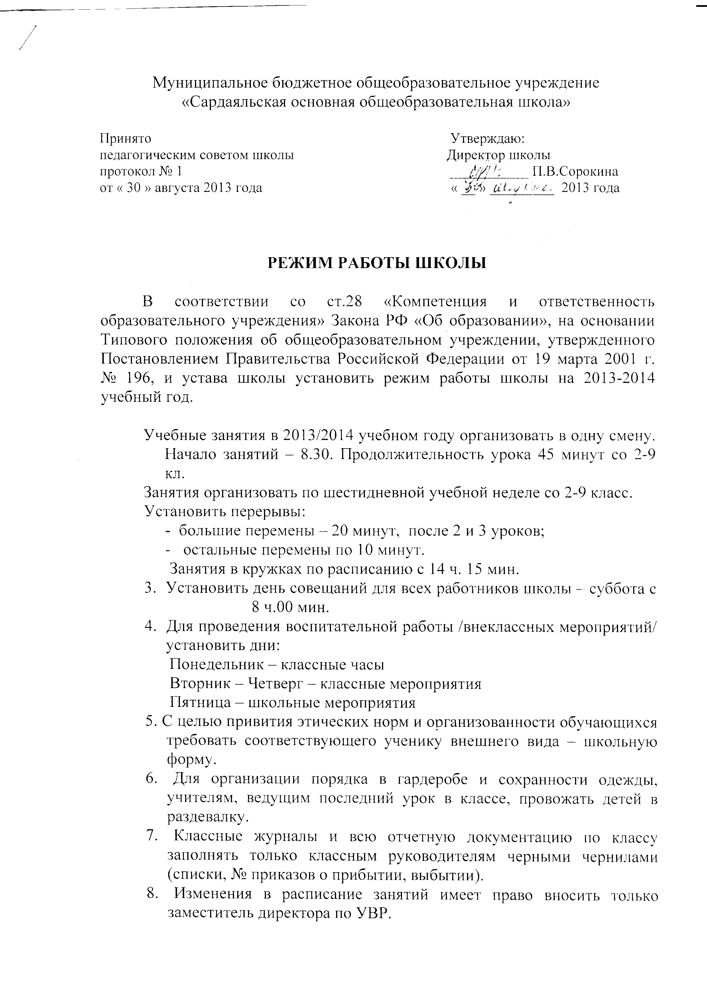 Муниципальное бюджетное общеобразовательное учреждение
«Сардаяльская основная общеобразовательная школа»
Принято Утверждаю:
педагогическим советом школы Директор школы
протокол № 1 П.В.Сорокина
от « 30 » августа 2013 года « 30» августа 2013 года
РЕЖИМ РАБОТЫ ШКОЛЫ
В соответствии со ст.28 «Компетенция и ответственность
образовательного учреждения» Закона РФ «Об образовании», на основании
Типового положения об общеобразовательном учреждении, утвержденного
Постановлением Правительства Российской Федерации от 19 марта 2001 г.
№ 196, и устава школы установить режим работы школы на 2013-2014
учебный год.
Учебные занятия в 2013/2014 учебном году организовать в одну смену.
Начало занятий – 8.30. Продолжительность урока 45 минут со 2-9
кл.
Занятия организовать по шестидневной учебной неделе со 2-9 класс.
Установить перерывы:
- большие перемены – 20 минут, после 2 и 3 уроков;
- остальные перемены по 10 минут.
Занятия в кружках по расписанию с 14 ч. 15 мин.
3. Установить день совещаний для всех работников школы – суббота с
8 ч.00 мин.
4. Для проведения воспитательной работы /внеклассных мероприятий/
установить дни:
Понедельник – классные часы
Вторник – Четверг – классные мероприятия
Пятница – школьные мероприятия
5. С целью привития этических норм и организованности обучающихся
требовать соответствующего ученику внешнего вида – школьную
форму.
6. Для организации порядка в гардеробе и сохранности одежды,
учителям, ведущим последний урок в классе, провожать детей в
раздевалку.
7. Классные журналы и всю отчетную документацию по классу
заполнять только классным руководителям черными чернилами
(списки, № приказов о прибытии, выбытии).
8. Изменения в расписание занятий имеет право вносить только
заместитель директора по УВР.